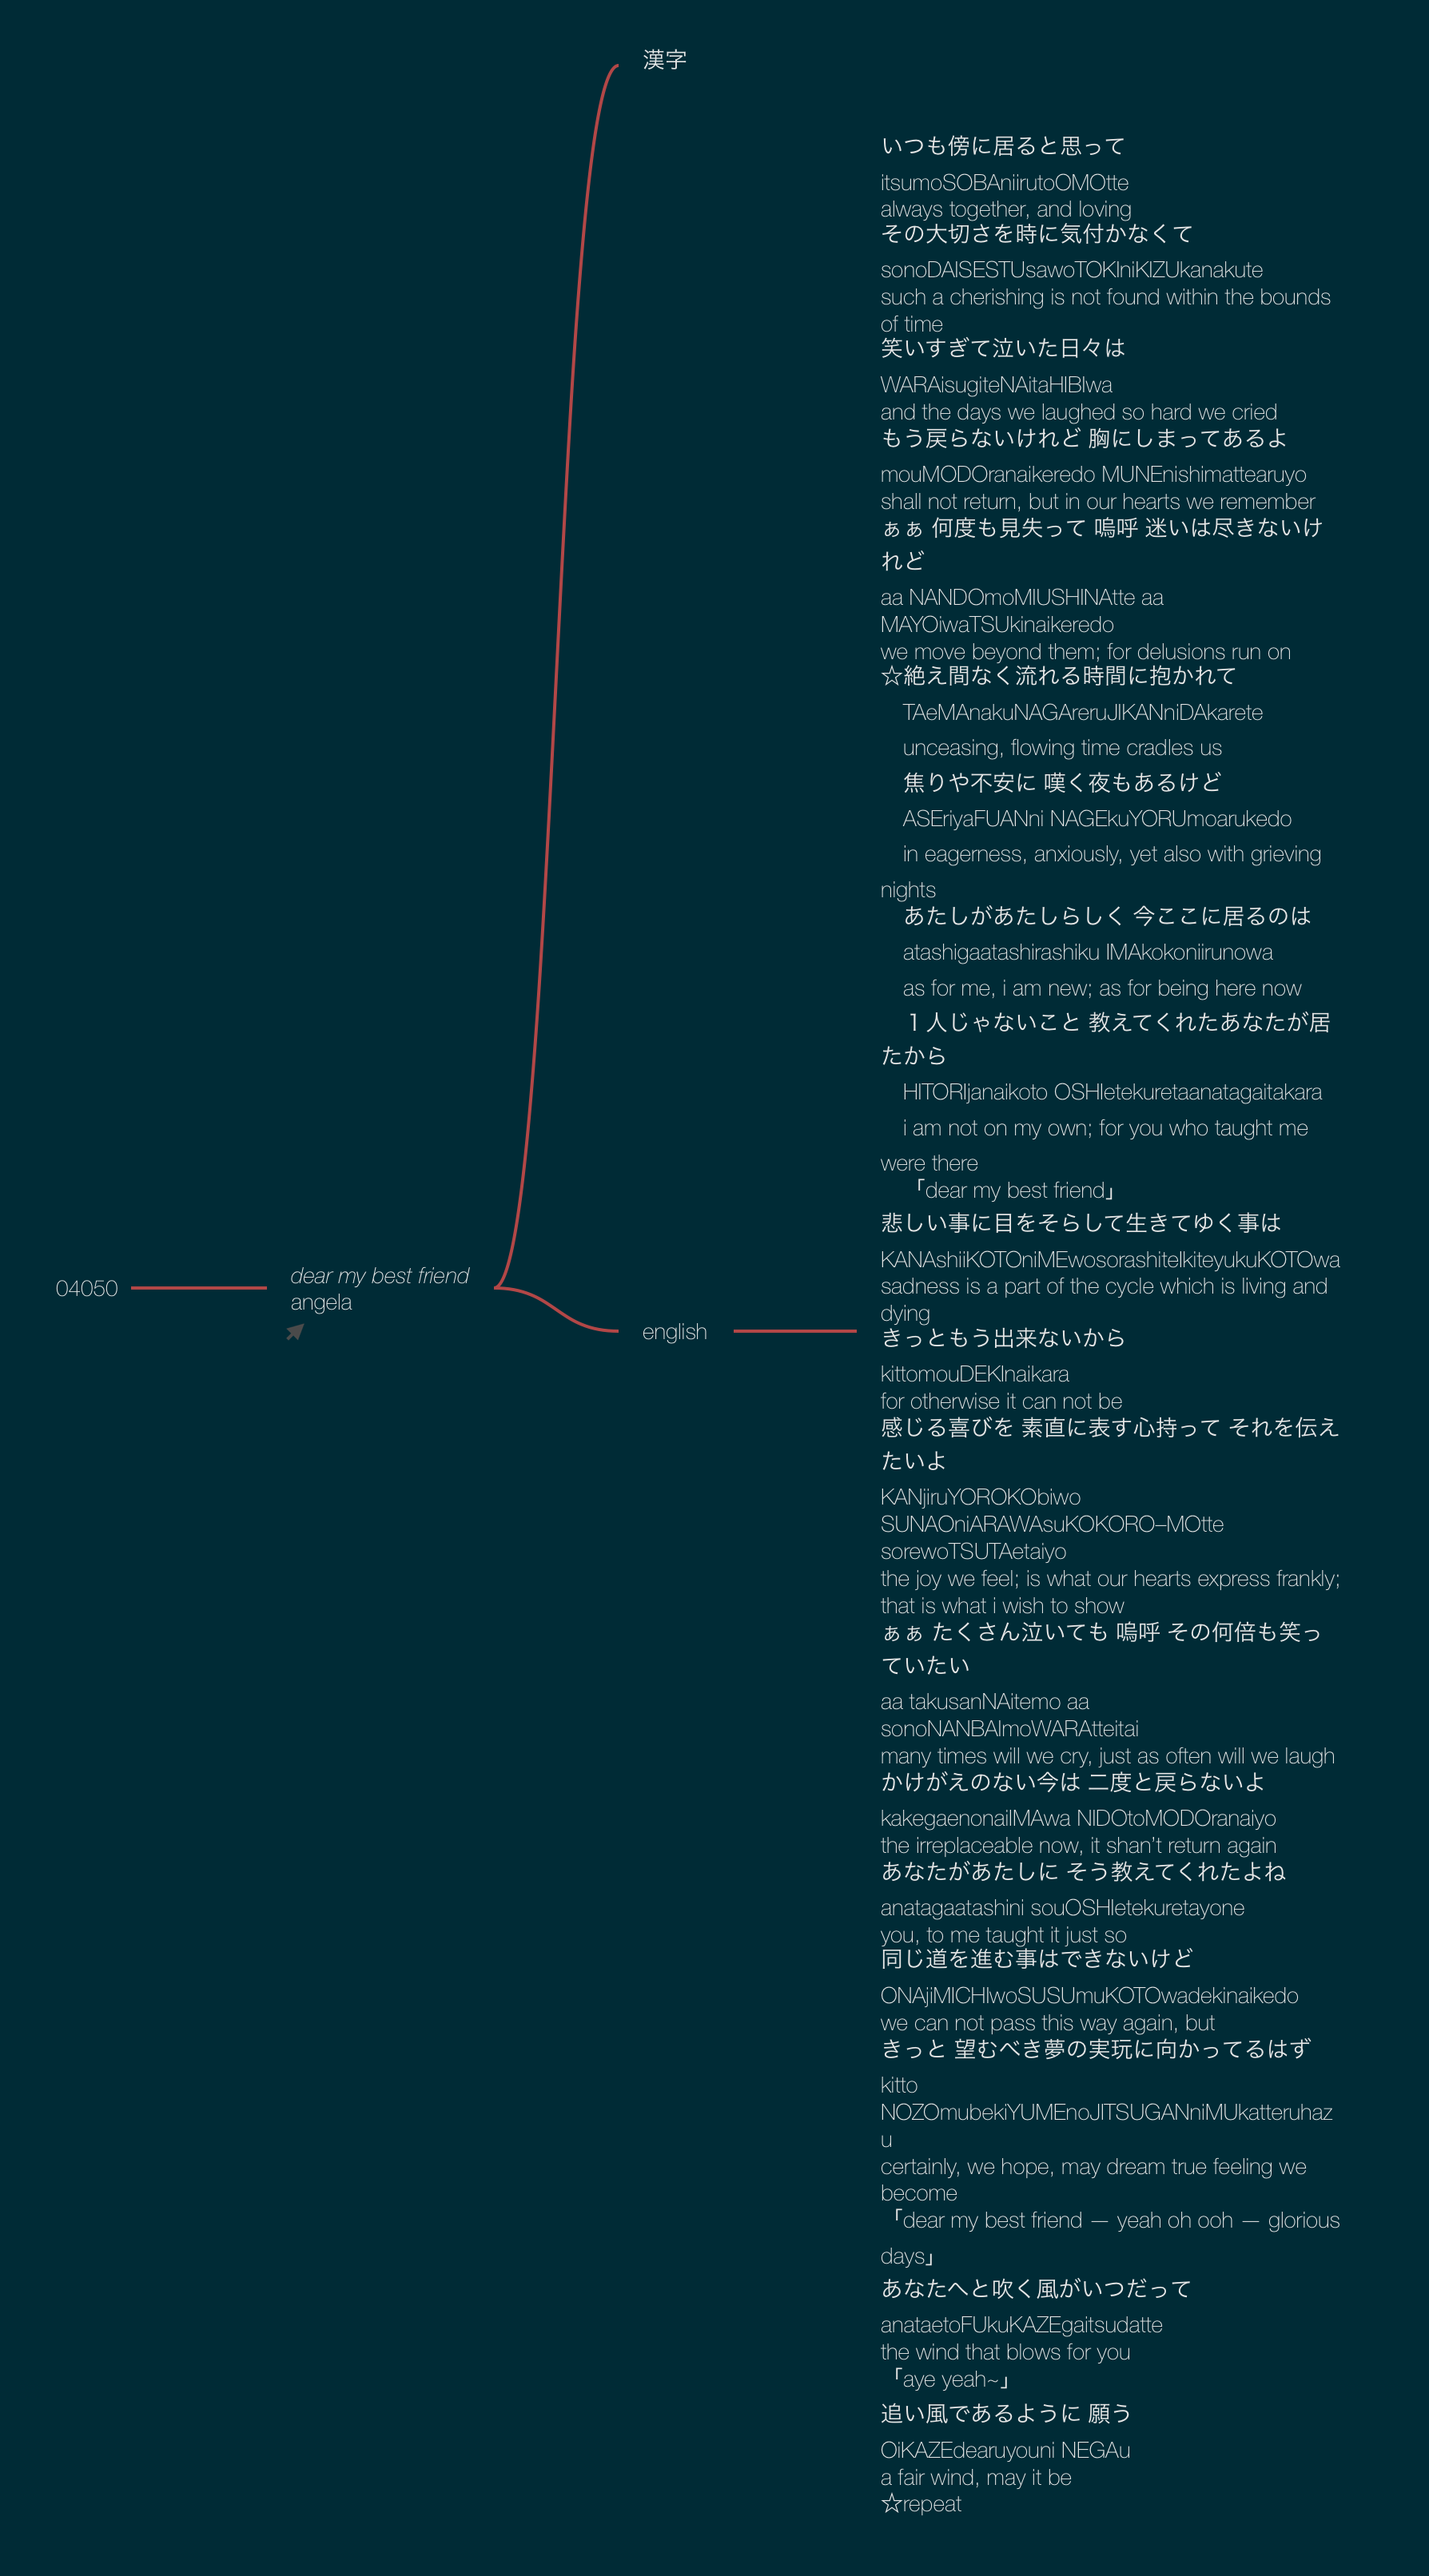 漢字
いつも傍に居ると思って
itsumoSOBAniirutoOMOtte
always together, and loving
その大切さを時に気付かなくて
sonoDAISESTUsawoTOKIniKIZUkanakute
such a cherishing is not found within the bounds
of time
笑いすぎて泣いた日々は
WARAisugiteNAitaHIBIwa
and the days we laughed so hard we cried
もう戻らないけれど 胸にしまってあるよ
mouMODOranaikeredo MUNEnishimattearuyo
shall not return, but in our hearts we remember
ぁぁ 何度も見失って 嗚呼 迷いは尽きないけ
れど
aa NANDOmoMIUSHINAtte aa
MAYOiwaTSUkinaikeredo
we move beyond them; for delusions run on
☆絶え間なく流れる時間に抱かれて
TAeMAnakuNAGAreruJIKANniDAkarete
unceasing, flowing time cradles us
焦りや不安に 嘆く夜もあるけど
ASEriyaFUANni NAGEkuYORUmoarukedo
in eagerness, anxiously, yet also with grieving
nights
あたしがあたしらしく 今ここに居るのは
atashigaatashirashiku IMAkokoniirunowa
as for me, i am new; as for being here now
１人じゃないこと 教えてくれたあなたが居
たから
HITORIjanaikoto OSHIetekuretaanatagaitakara
i am not on my own; for you who taught me
were there
「dear my best friend」
悲しい事に目をそらして生きてゆく事は
KANAshiiKOTOniMEwosorashiteIkiteyukuKOTOwa
sadness is a part of the cycle which is living and
dying
きっともう出来ないから
kittomouDEKInaikara
for otherwise it can not be
感じる喜びを 素直に表す心持って それを伝え
たいよ
KANjiruYOROKObiwo
SUNAOniARAWAsuKOKORO–MOtte
sorewoTSUTAetaiyo
the joy we feel; is what our hearts express frankly;
that is what i wish to show
ぁぁ たくさん泣いても 嗚呼 その何倍も笑っ
ていたい
aa takusanNAitemo aa
sonoNANBAImoWARAtteitai
many times will we cry, just as often will we laugh
かけがえのない今は 二度と戻らないよ
kakegaenonaiIMAwa NIDOtoMODOranaiyo
the irreplaceable now, it shan’t return again
あなたがあたしに そう教えてくれたよね
anatagaatashini souOSHIetekuretayone
you, to me taught it just so
同じ道を進む事はできないけど
ONAjiMICHIwoSUSUmuKOTOwadekinaikedo
we can not pass this way again, but
きっと 望むべき夢の実玩に向かってるはず
kitto
NOZOmubekiYUMEnoJITSUGANniMUkatteruhaz
u
certainly, we hope, may dream true feeling we
become
「dear my best friend — yeah oh ooh — glorious
days」
あなたへと吹く風がいつだって
anataetoFUkuKAZEgaitsudatte
the wind that blows for you
「aye yeah~」
追い風であるように 願う
OiKAZEdearuyouni NEGAu
a fair wind, may it be
☆repeat
04050
dear my best friend
angela
english